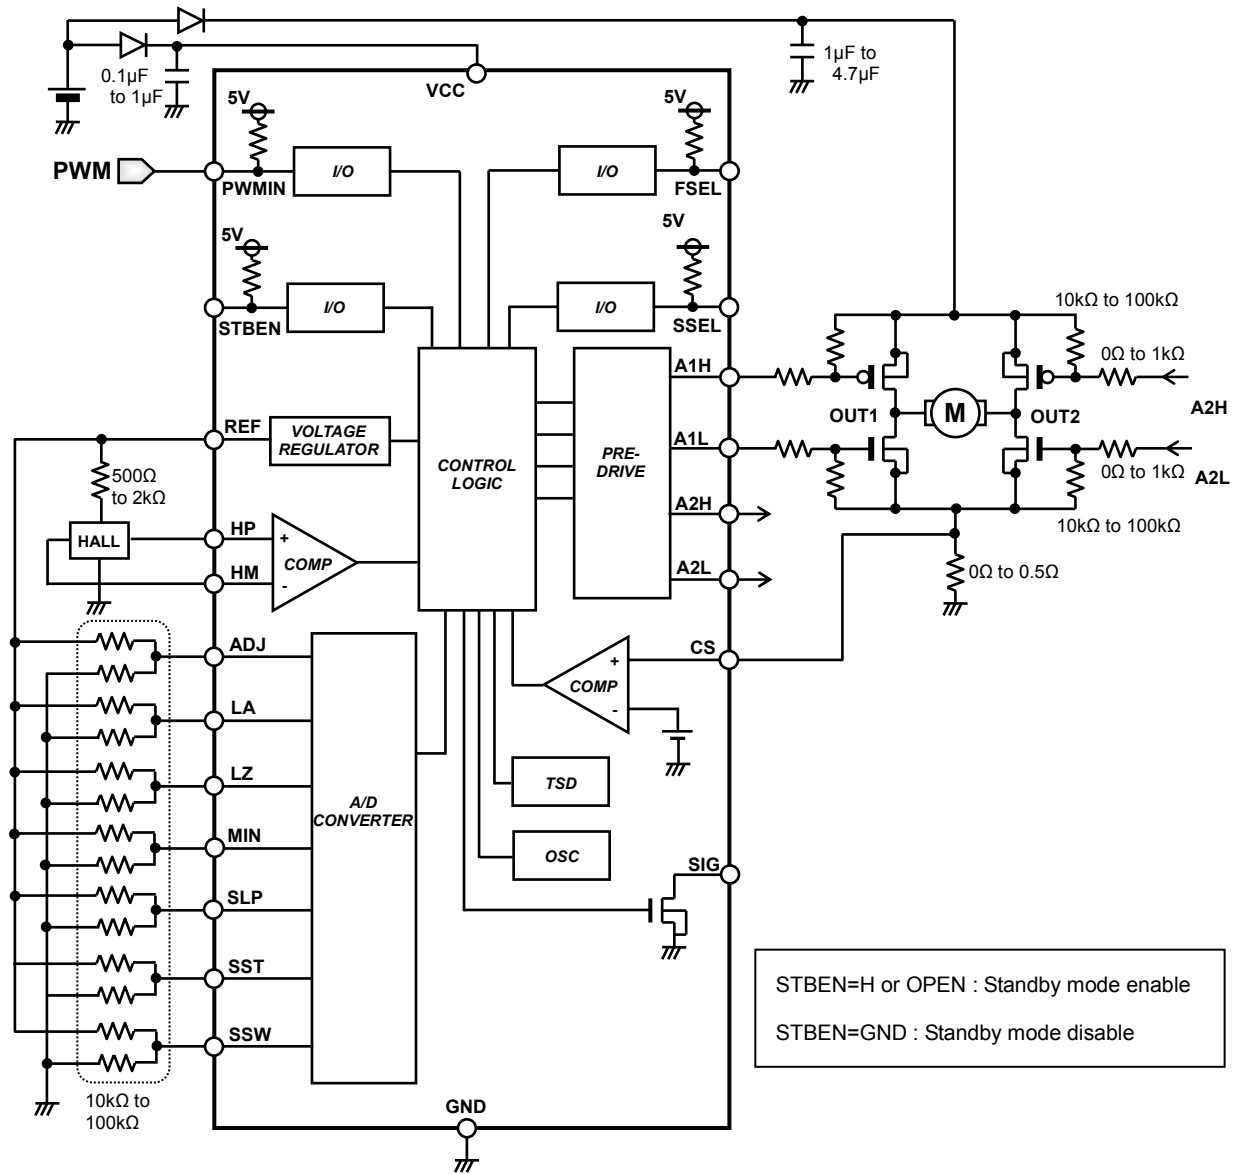 0.1µF
to 1µF
1µF to
4.7µF
VCC
5V
5V
PWM
PWMIN
I/O
I/O
FSEL
5V
5V
STBEN
I/O
I/O
SSEL
10kΩ to 100kΩ
A1H
0Ω to 1kΩ
A2H
OUT1
M
OUT2
REF
VOLTAGE
REGULATOR
CONTROL
LOGIC
PRE-
DRIVE
A1L
0Ω to 1kΩ
A2L
500Ω
to 2kΩ
A2H
10kΩ to 100kΩ
HALL
HP
+
COMP
HM
-
A2L
0Ω to 0.5Ω
ADJ
CS
+
COMP
-
LA
LZ
TSD
A/D
CONVERTER
MIN
OSC
SIG
SLP
SST
SSW
STBEN=H or OPEN : Standby mode enable
STBEN=GND : Standby mode disable
10kΩ to
100kΩ
GND